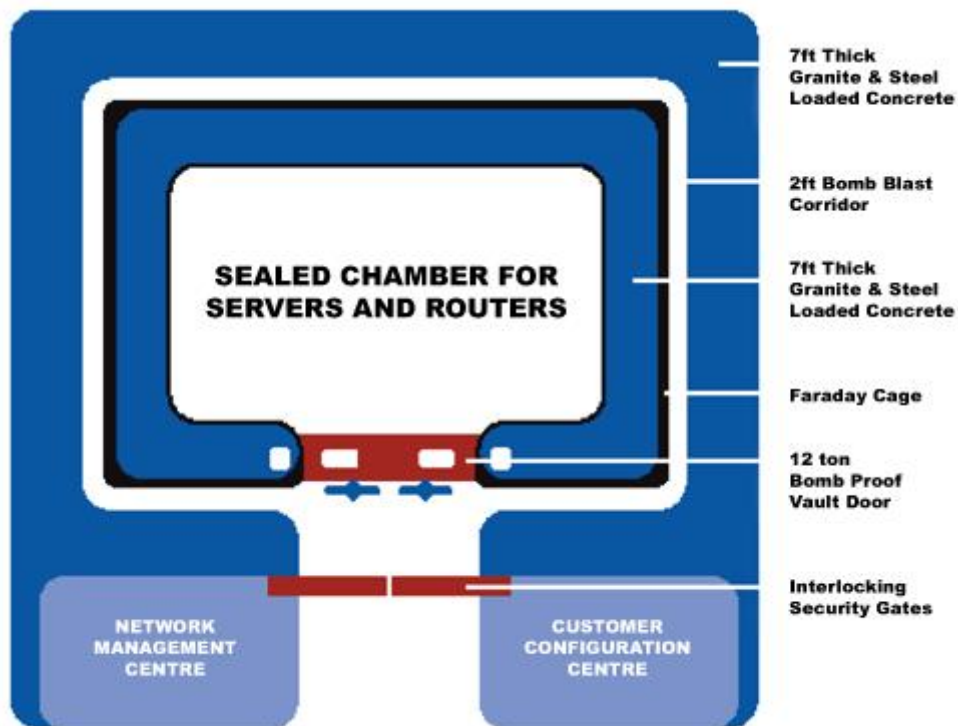 7ft Thick
Granite & Steel
Loaded Concrete
2ft Bomb Blast
Corridor
7ft Thick
Granite & Steel
Loaded Concrete
SEALED CHAMBER FOR
SERVERS AND ROUTERS
Faraday Cage
12 ton
Bomb Proof
Vault Door
Interlocking
Security Gates
NETWORK
MANAGEMENT
CENTRE
CUSTOMER
CONFIGURATION
CENTRE